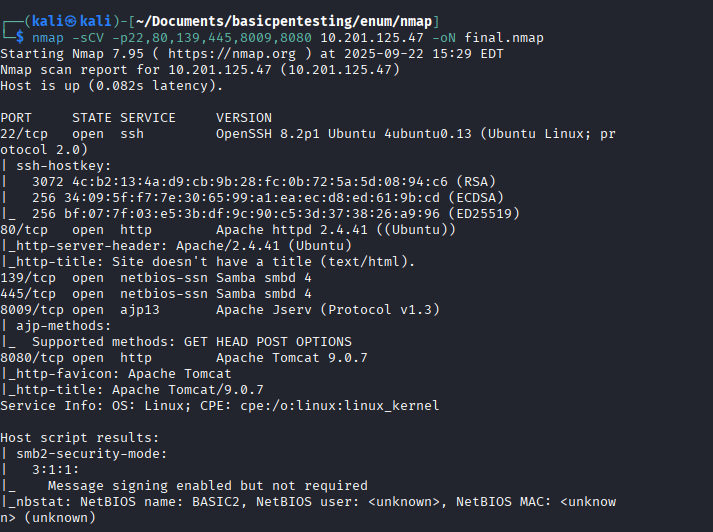 ┌──(kali㉿kali)-[~/Documents/basicpentesting/enum/nmap]
└─$ nmap -sCV -p22,80,139,445,8009,8080 10.201.125.47 -oN final.nmap
Starting Nmap 7.95 ( https://nmap.org ) at 2025-09-22 15:29 EDT
Nmap scan report for 10.201.125.47 (10.201.125.47)
Host is up (0.082s latency).

PORT     STATE SERVICE     VERSION
22/tcp   open  ssh         OpenSSH 8.2p1 Ubuntu 4ubuntu0.13 (Ubuntu Linux; pr
otocol 2.0)
| ssh-hostkey:
|   3072 4c:b2:13:4a:d9:cb:9b:28:fc:0b:72:5a:5d:08:94:c6 (RSA)
|   256 34:09:5f:f7:7e:30:65:99:a1:ea:ec:d8:ed:61:9b:cd (ECDSA)
|_  256 bf:07:7f:03:e5:3b:df:9c:90:c5:3d:37:38:26:a9:96 (ED25519)
80/tcp   open  http        Apache httpd 2.4.41 ((Ubuntu))
|_http-server-header: Apache/2.4.41 (Ubuntu)
|_http-title: Site doesn't have a title (text/html).
139/tcp  open  netbios-ssn Samba smbd 4
445/tcp  open  netbios-ssn Samba smbd 4
8009/tcp open  ajp13       Apache Jserv (Protocol v1.3)
| ajp-methods:
|_  Supported methods: GET HEAD POST OPTIONS
8080/tcp open  http        Apache Tomcat 9.0.7
|_http-favicon: Apache Tomcat
|_http-title: Apache Tomcat/9.0.7
Service Info: OS: Linux; CPE: cpe:/o:linux:linux_kernel

Host script results:
| smb2-security-mode:
|   3:1:1:
|_    Message signing enabled but not required
|_nbstat: NetBIOS name: BASIC2, NetBIOS user: <unknown>, NetBIOS MAC: <unknow
n> (unknown)